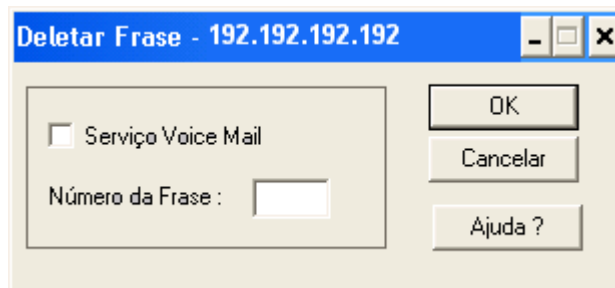 Deletar Frase - 192.192.192.192
OK
Serviço Voice Mail
Cancelar
Número da Frase :
Ajuda ?